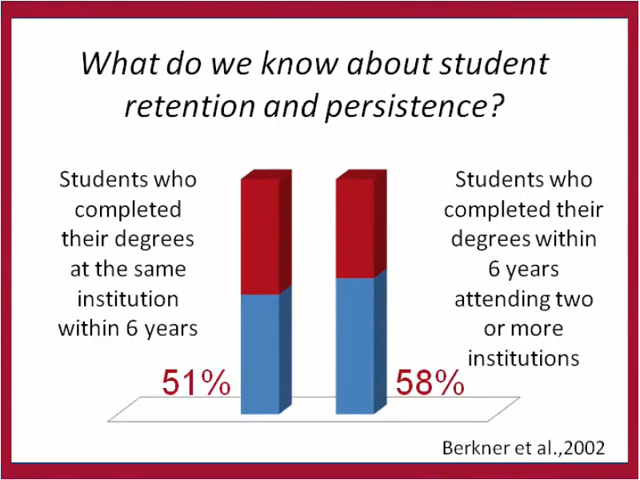 What do we know about student
retention and persistence?
Students who
completed
their degrees
at the same
institution
within 6 years
51%
Students who
completed their
degrees within
6 years
attending two
or more
institutions
58%
Berkner et al.,2002